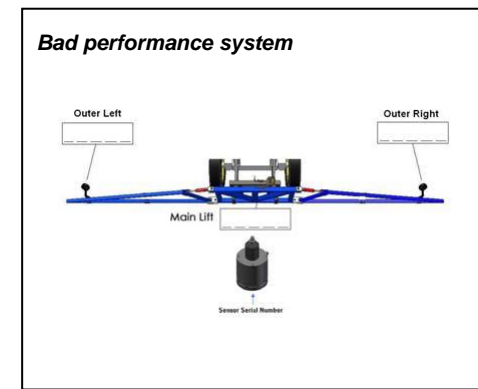 Bad performance system
Outer Left
Outer Right
_ _ _ _ _
_ _ _ _ _
Main Lift
_ _ _ _ _
Sensor Serial Number